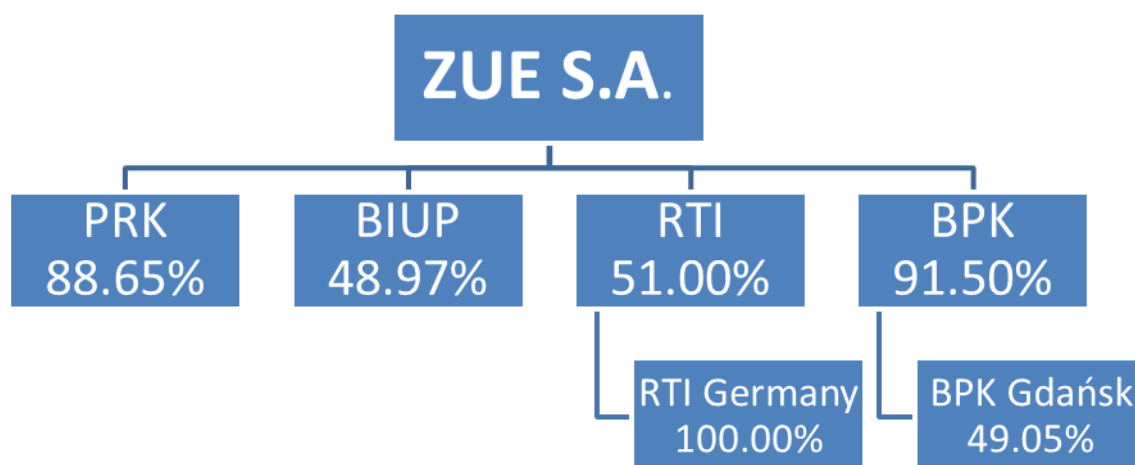 ZUE S.A.
PRK
88.65%
BIUP
48.97%
RTI
51.00%
BPK
91.50%
RTI Germany
100.00%
BPK Gdańsk
49.05%